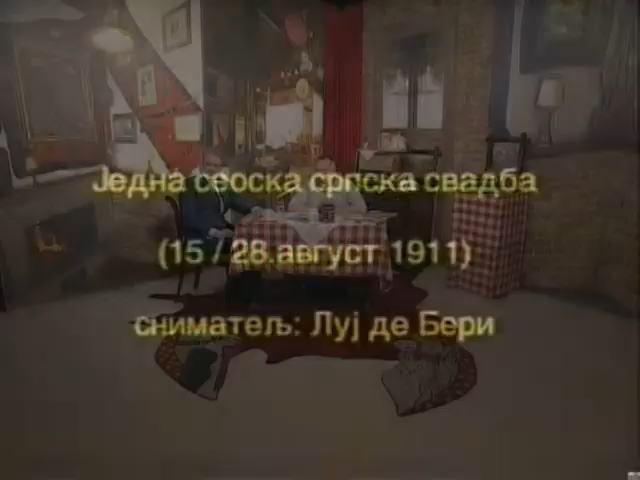 Једна сеоска српска свадба
(15 / 28.август 1911)
сниматељ: Луј де Бери